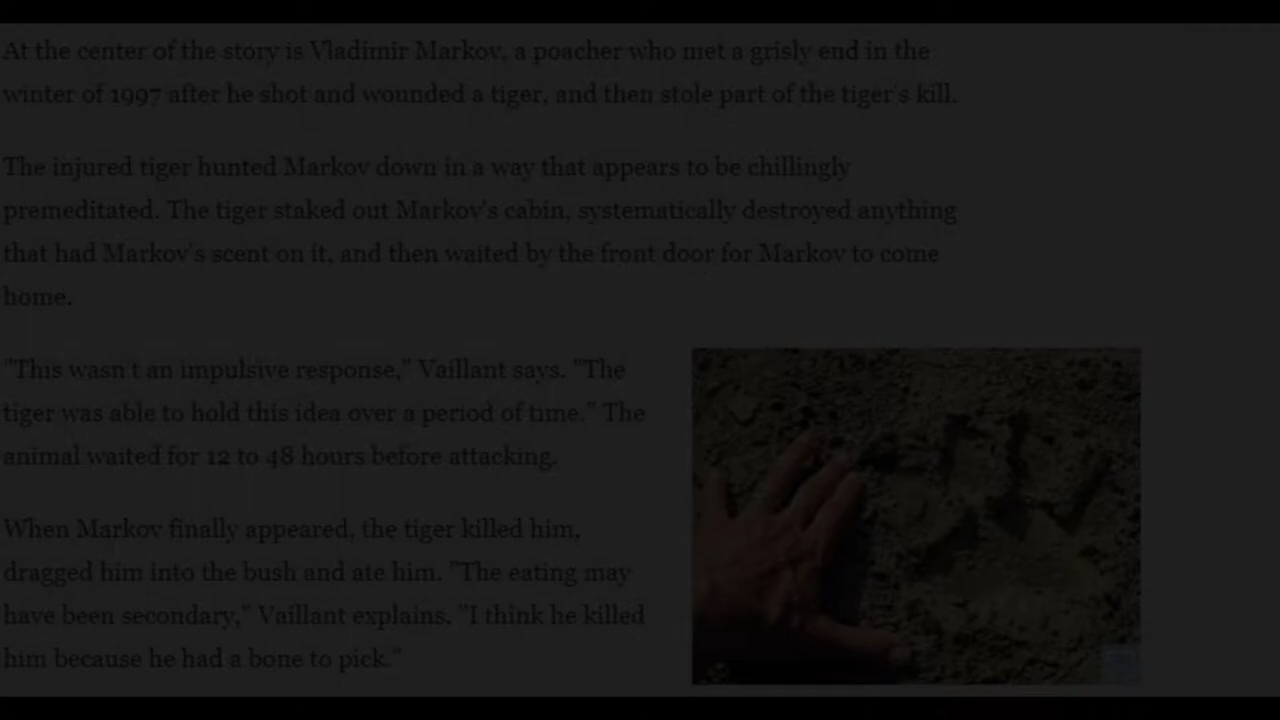 At the center of the story is Vladimir Markov, a poacher who met a grisly end in the
winter of 1997 after he shot and wounded a tiger, and then stole part of the tiger's kill.
The injured tiger hunted Markov down in a way that appears to be chillingly
premeditated. The tiger staked out Markov's cabin, systematically destroyed anything
that had Markov's scent on it, and then waited by the front door for Markov to come
home.
"This wasn't an impulsive response," Vaillant says. "The
tiger was able to hold this idea over a period of time." The
animal waited for 12 to 48 hours before attacking.
When Markov finally appeared, the tiger killed him,
dragged him into the bush and ate him. "The eating may
have been secondary," Vaillant explains. "I think he killed
him because he had a bone to pick."